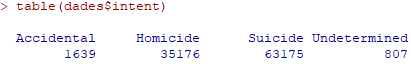 > table(dades$intent)
Accidental Homicide Suicide Undetermined
1639 35176 63175 807